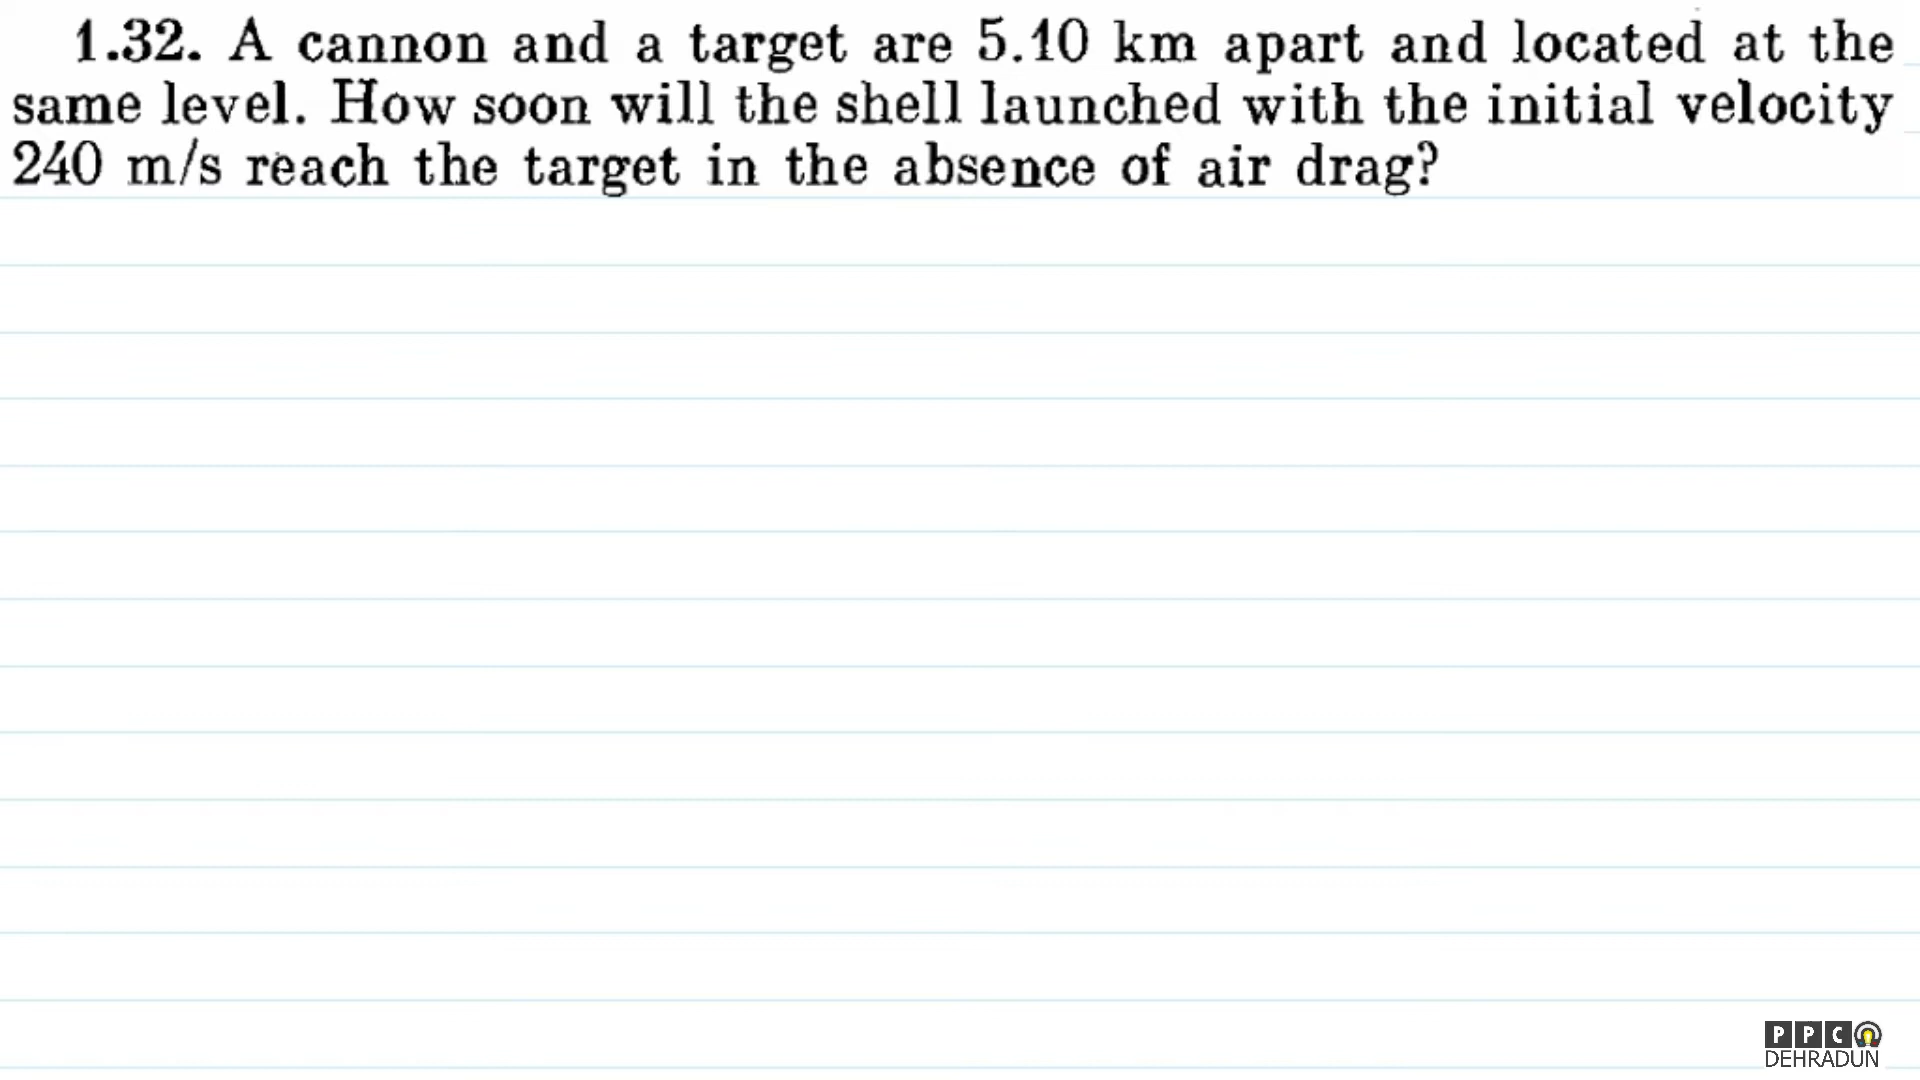 1.32. A cannon and a target are 5.10 km apart and located at the
same level. How soon will the shell launched with the initial velocity
240 m/s reach the target in the absence of air drag?
PPC
DEHRADUN